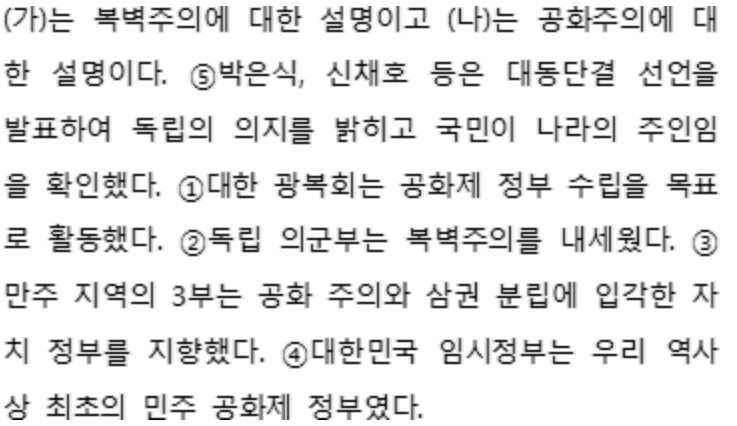 (가)는 복벽주의에 대한 설명이고 (나)는 공화주의에 대
한 설명이다. ⑤박은식, 신채호 등은 대동단결 선언을
발표하여 독립의 의지를 밝히고 국민이 나라의 주인임
을 확인했다. ①대한 광복회는 공화제 정부 수립을 목표
로 활동했다. ②독립 의군부는 복벽주의를 내세웠다. ③
만주 지역의 3부는 공화 주의와 삼권 분립에 입각한 자
치 정부를 지향했다. ④대한민국 임시정부는 우리 역사
상 최초의 민주 공화제 정부였다.